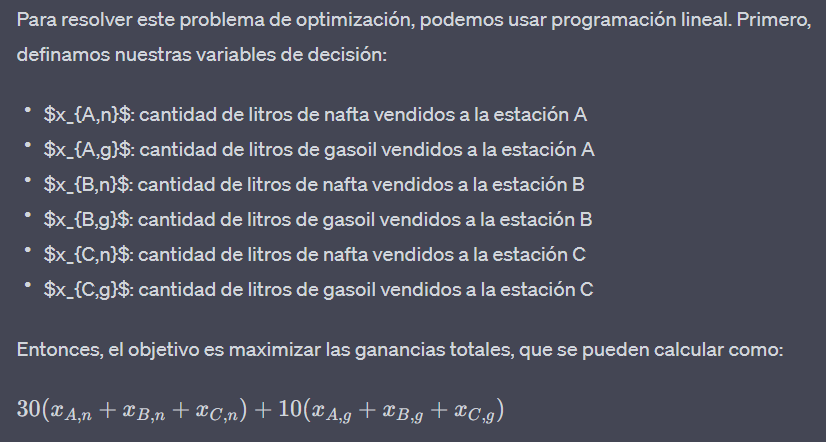 Para resolver este problema de optimización, podemos usar programación lineal. Primero,
definamos nuestras variables de decisión:
• $x_{A,n}$: cantidad de litros de nafta vendidos a la estación A
• $x_{A,g}$: cantidad de litros de gasoil vendidos a la estación A
• $x_{B,n}$: cantidad de litros de nafta vendidos a la estación B
• $x_{B,g}$: cantidad de litros de gasoil vendidos a la estación B
• $x_{C,n}$: cantidad de litros de nafta vendidos a la estación C
• $x_{C,g}$: cantidad de litros de gasoil vendidos a la estación C
Entonces, el objetivo es maximizar las ganancias totales, que se pueden calcular como:
30(x_{A,n} + x_{B,n} + x_{C,n}) + 10(x_{A,g} + x_{B,g} + x_{C,g})